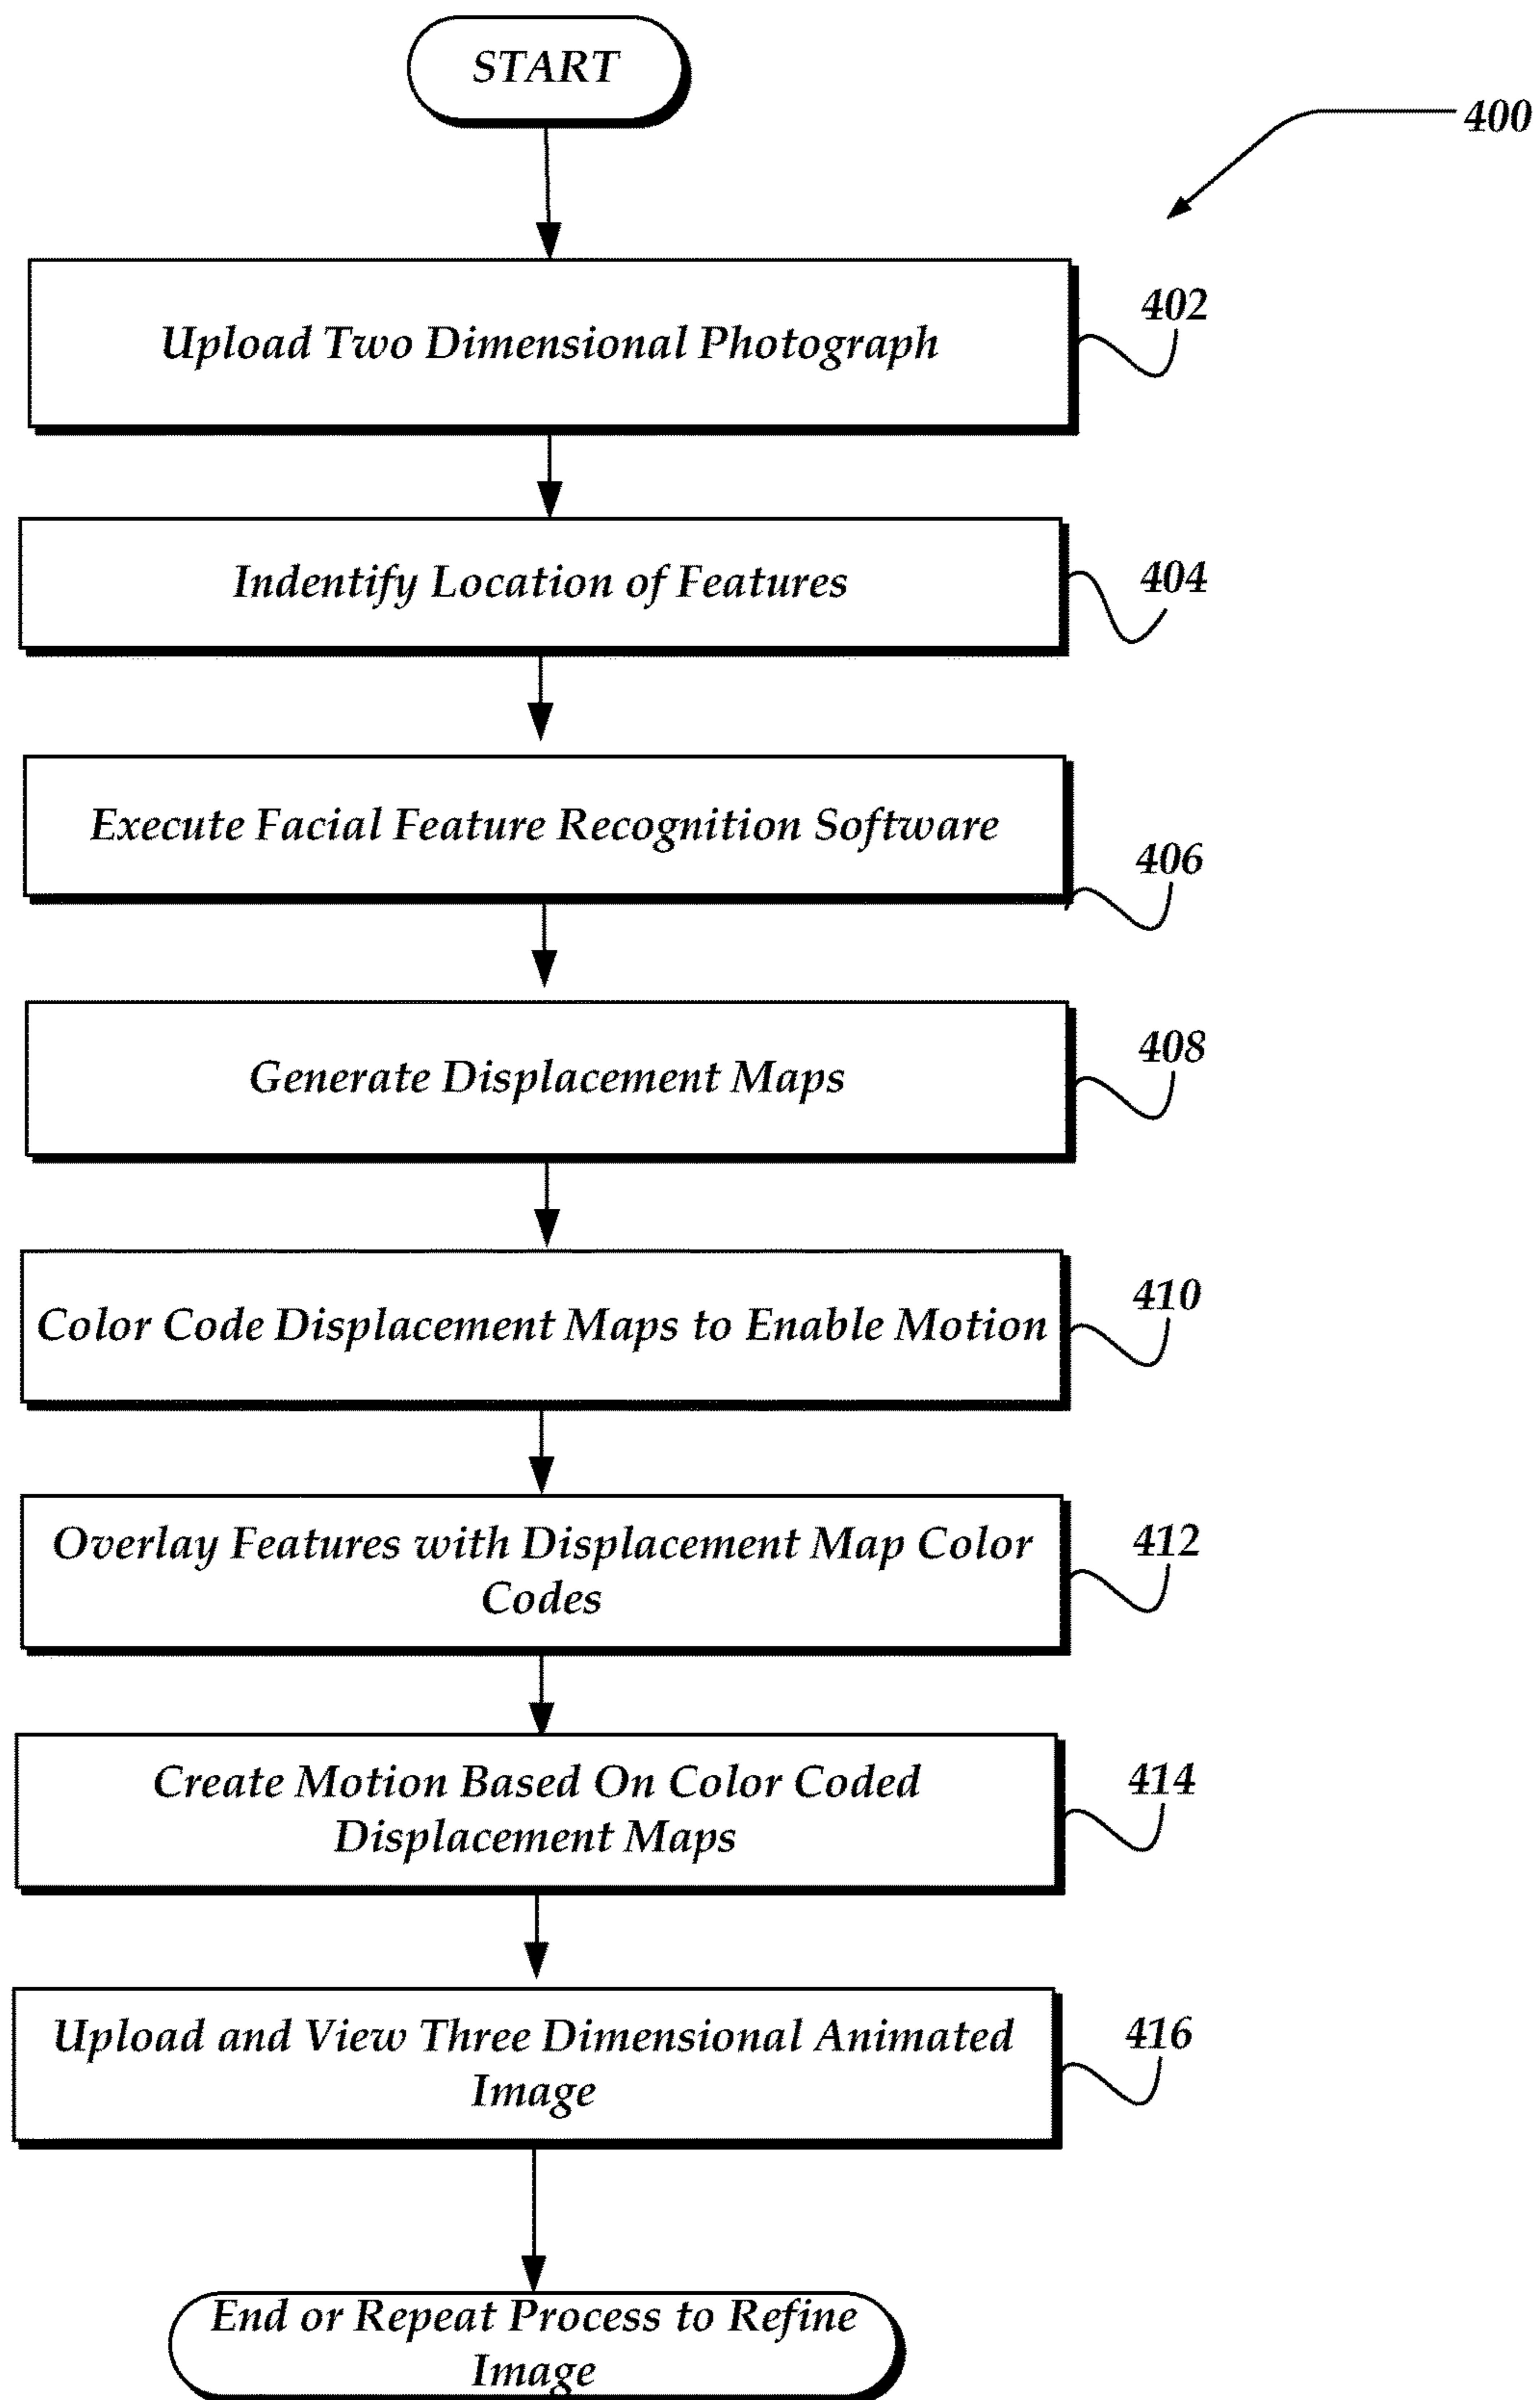 START
400
Upload Two Dimensional Photograph
402
Indentify Location of Features
404
Execute Facial Feature Recognition Software
406
Generate Displacement Maps
408
Color Code Displacement Maps to Enable Motion
410
Overlay Features with Displacement Map Color
Codes
412
Create Motion Based On Color Coded
Displacement Maps
414
Upload and View Three Dimensional Animated
Image
416
End or Repeat Process to Refine
Image